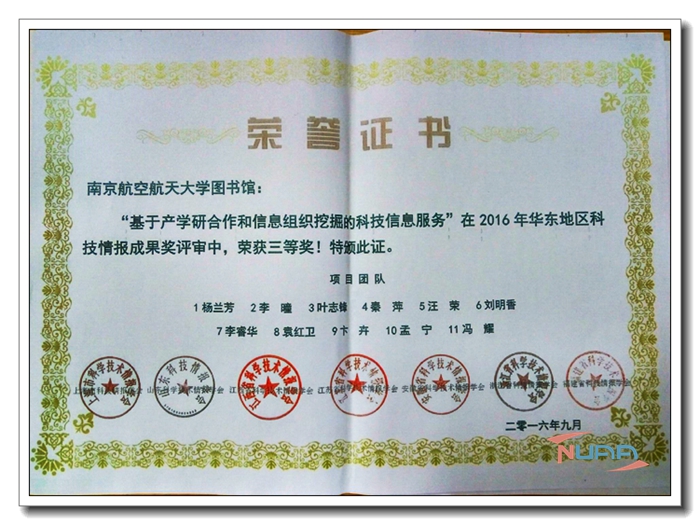 荣誉证书
南京航空航天大学图书馆：
“基于产学研合作和信息组织挖掘的科技信息服务”在 2016 年华东地区科
技情报成果奖评审中，荣获三等奖！特颁此证。
项目团队
1杨兰芳 2李 曈 3叶志锋 4秦 萍 5汪 荣 6刘明香
7李睿华 8袁红卫 9卞 卉 10孟 宁 11冯 耀
二零一六年九月
NUAA